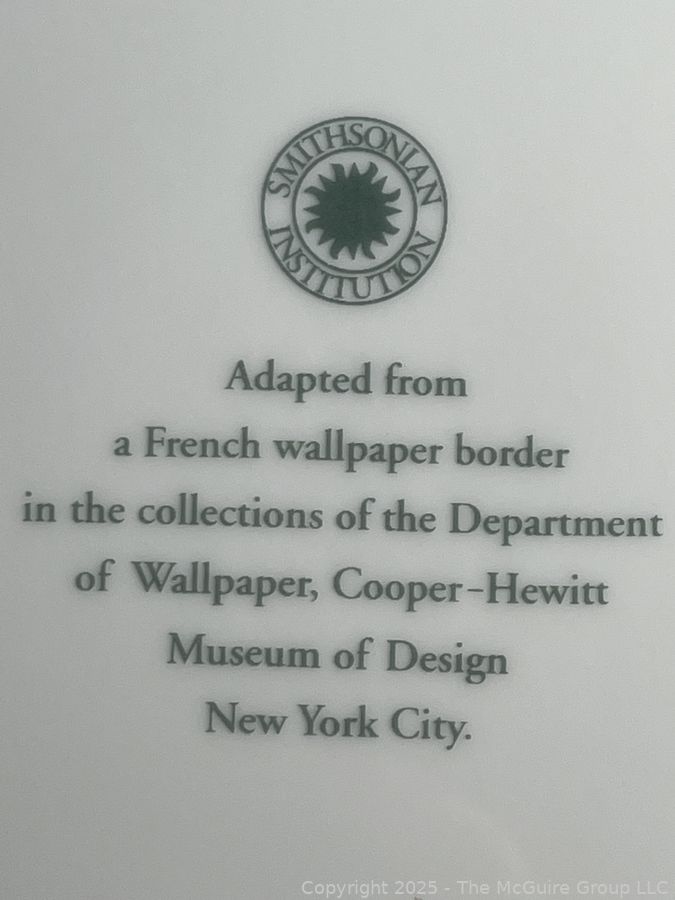 SMITHSONIAN
INSTITUTION
Adapted from
a French wallpaper border
in the collections of the Department
of Wallpaper, Cooper-Hewitt
Museum of Design
New York City.
Copyright 2025 - The McGuire Group LLC